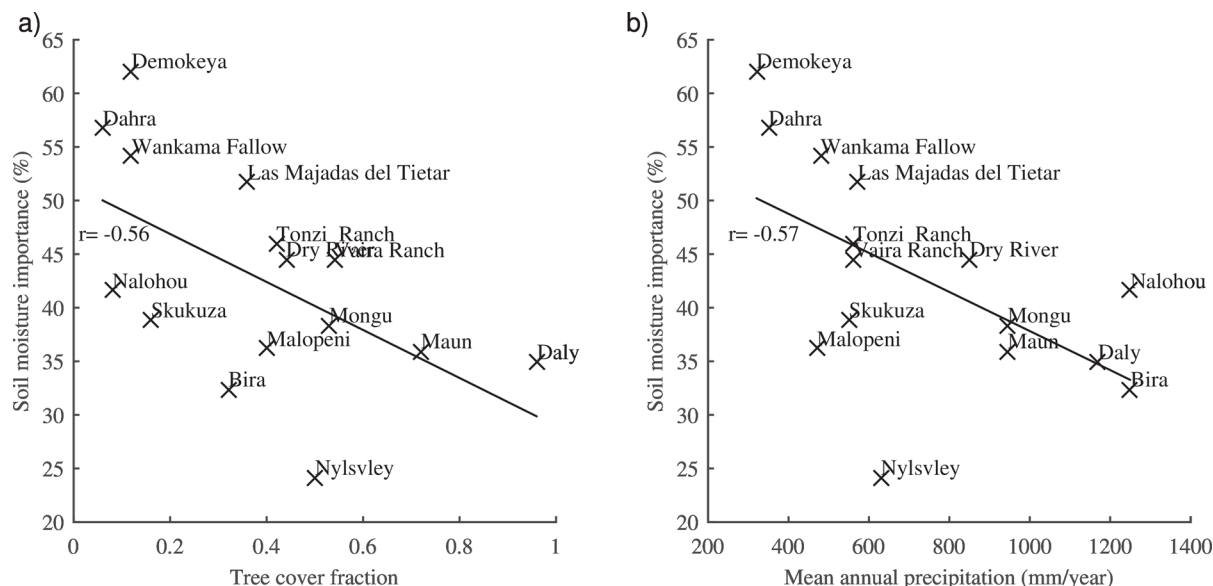 a)
65
60
55
50
45
40
35
30
25
20
Soil moisture importance (%)
Demokeya
Dahra
Wankama Fallow
Las Majadas del Tietar
r= -0.56
Tonzi Ranch
Dry River
Vaira Ranch
Nalohou
Skukuza
Mongu
Malopeni
Maun
Daly
Bira
Nylsvley
0 0.2 0.4 0.6 0.8 1
Tree cover fraction
b)
65
60
55
50
45
40
35
30
25
20
Soil moisture importance (%)
Demokeya
Dahra
Wankama Fallow
Las Majadas del Tietar
r= -0.57
Tonzi Ranch
Vaira Ranch
Dry River
Nalohou
Skukuza
Mongu
Malopeni
Maun
Daly
Bira
Nylsvley
200 400 600 800 1000 1200 1400
Mean annual precipitation (mm/year)